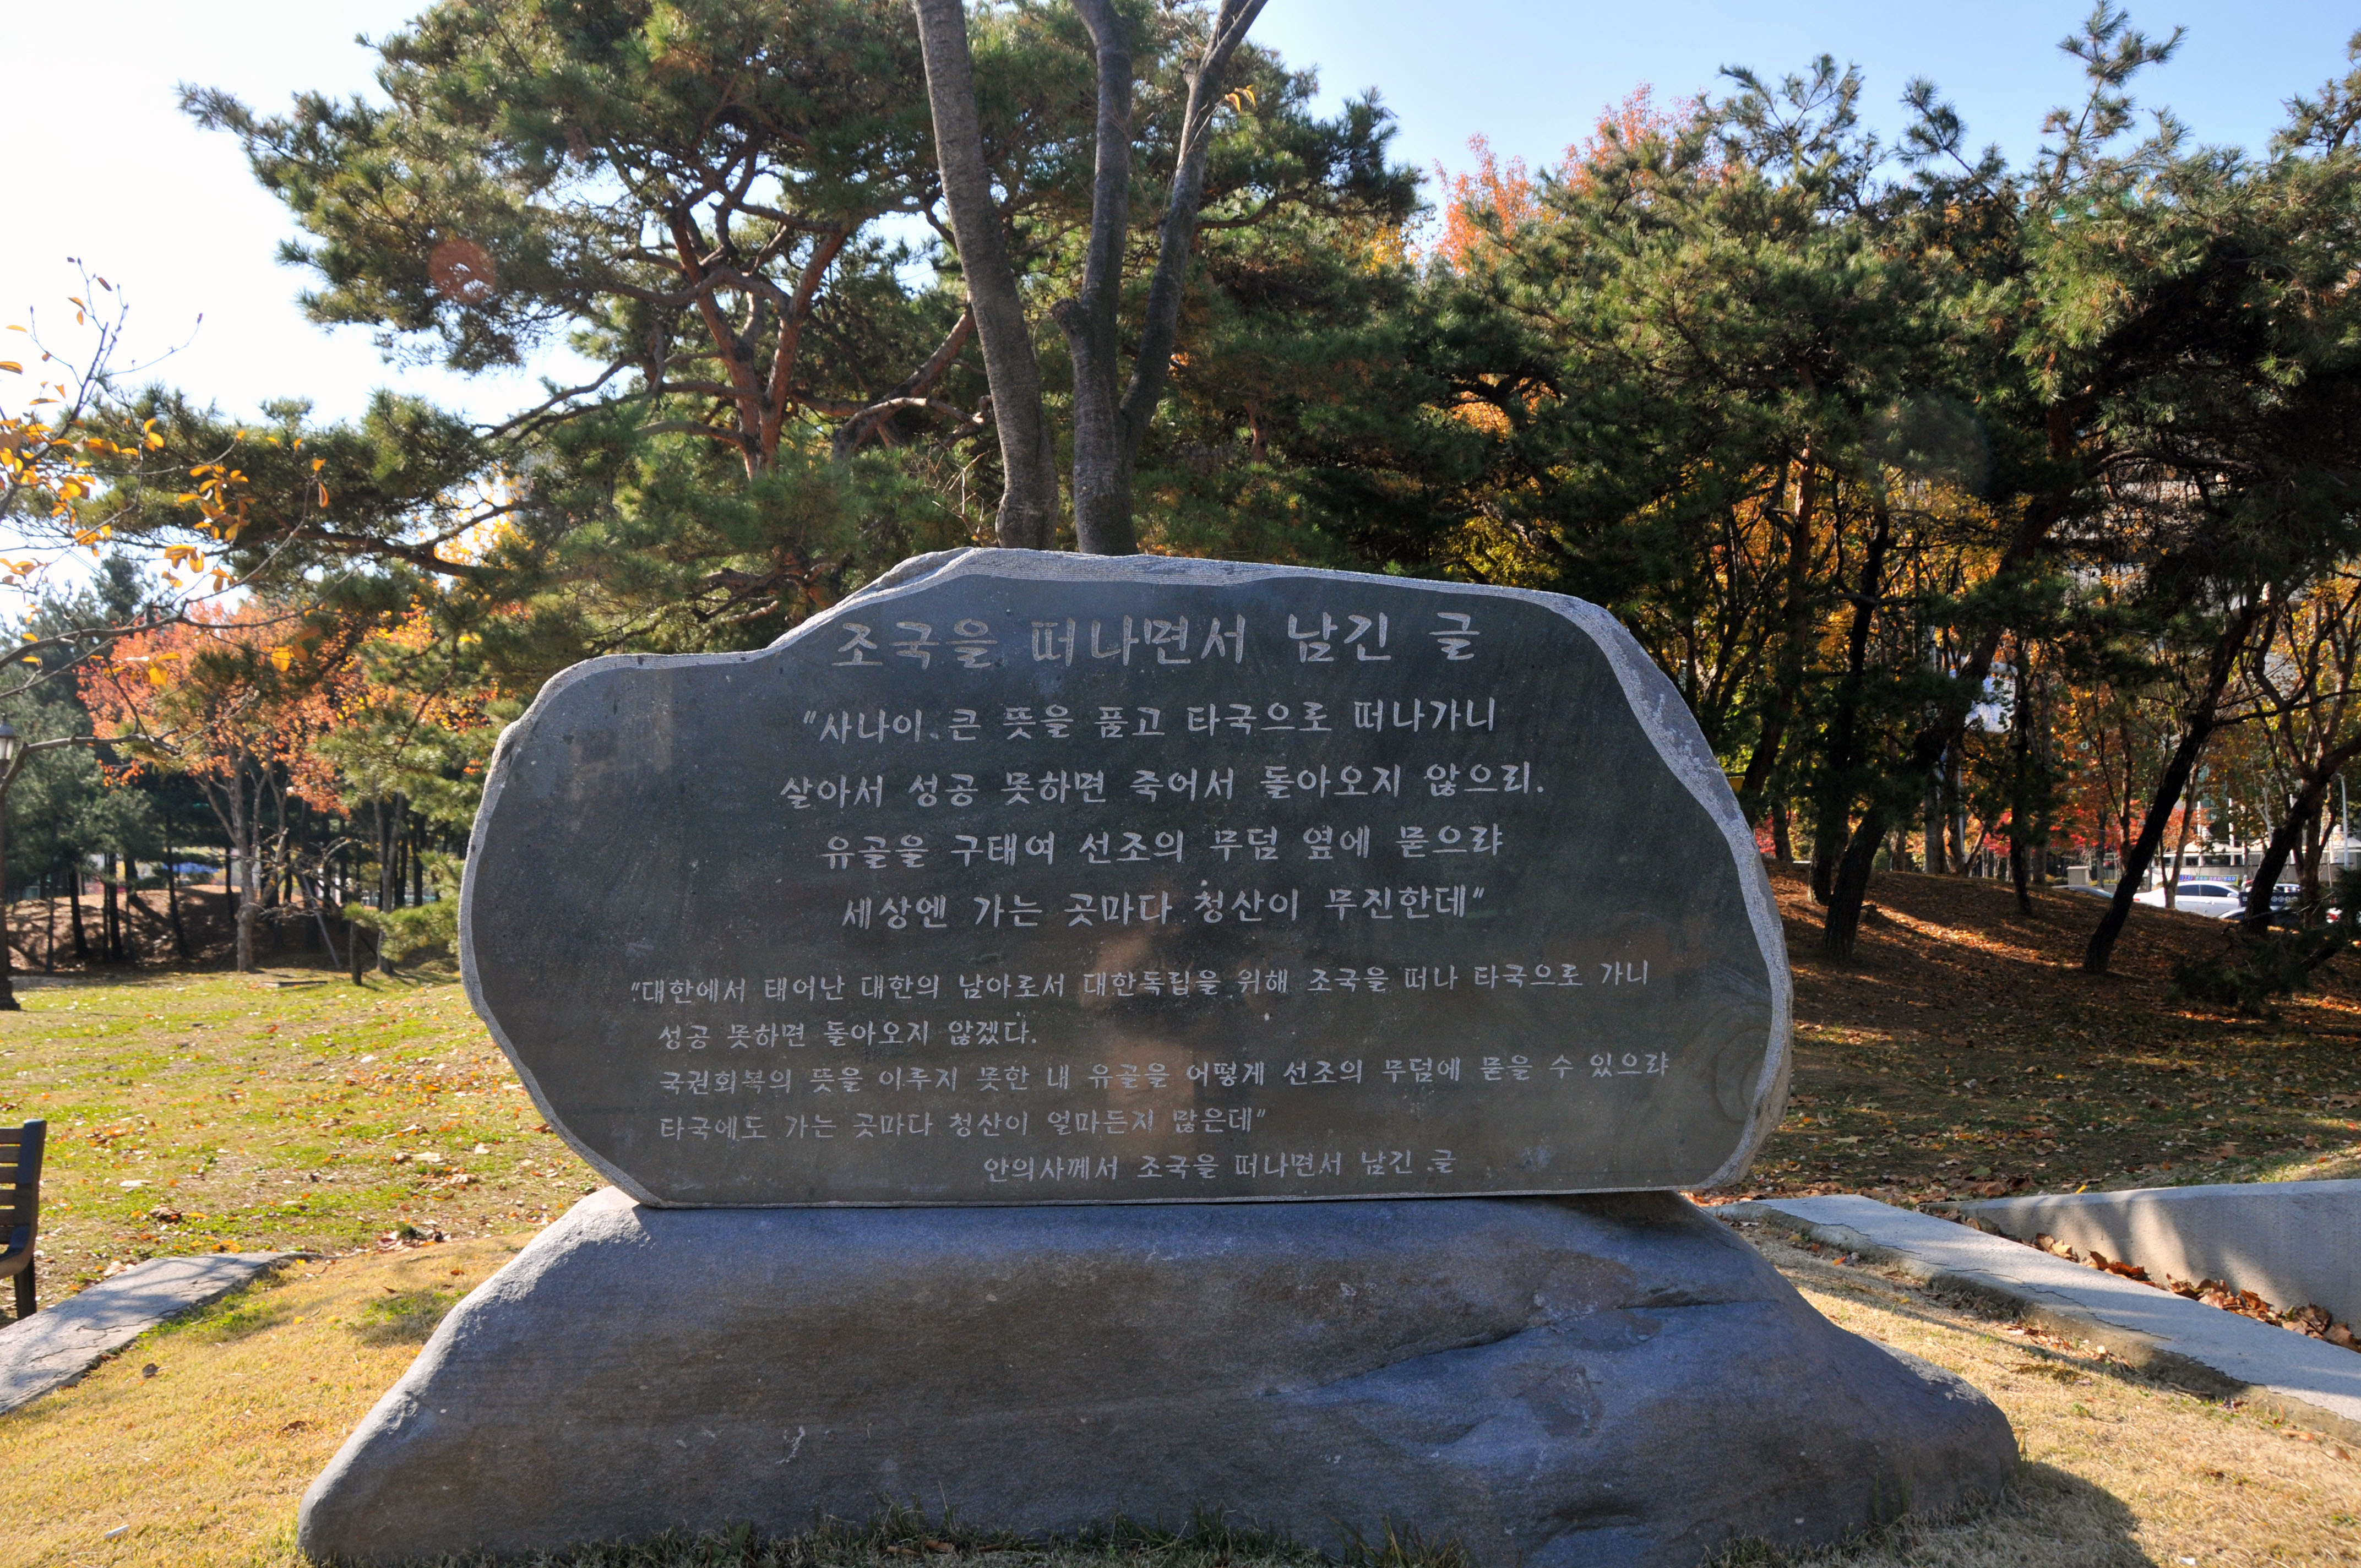 조국을 떠나면서 남긴 글
"사나이 큰 뜻을 품고 타국으로 떠나가니
살아서 성공 못하면 죽어서 돌아오지 않으리.
유골을 구태여 선조의 무덤 옆에 묻으랴
세상엔 가는 곳마다 청산이 무진한데"
"대한에서 태어난 대한의 남아로서 대한독립을 위해 조국을 떠나 타국으로 가니
성공 못하면 돌아오지 않겠다.
국권회복의 뜻을 이루지 못한 내 유골을 어떻게 선조의 무덤에 묻을 수 있으랴
타국에도 가는 곳마다 청산이 얼마든지 많은데"
안의사께서 조국을 떠나면서 남긴 글